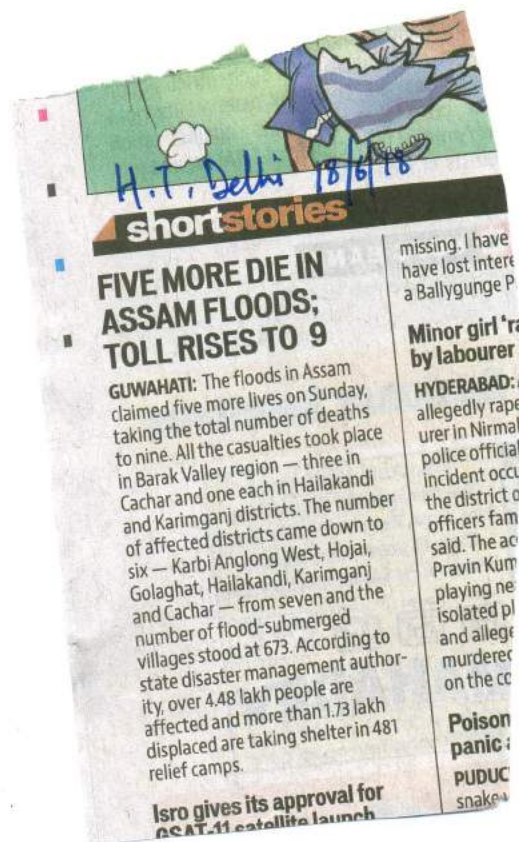 H.T. Delhi 18/6/18
shortstories
FIVE MORE DIE IN
ASSAM FLOODS;
TOLL RISES TO 9
GUWAHATI: The floods in Assam
claimed five more lives on Sunday,
taking the total number of deaths
to nine. All the casualties took place
in Barak Valley region — three in
Cachar and one each in Hailakandi
and Karimganj districts. The number
of affected districts came down to
six — Karbi Anglong West, Hojai,
Golaghat, Hailakandi, Karimganj
and Cachar — from seven and the
number of flood-submerged
villages stood at 673. According to
state disaster management author-
ity, over 4.48 lakh people are
affected and more than 1.73 lakh
displaced are taking shelter in 481
relief camps.
Isro gives its approval for
GSAT-11 satellite launch
missing. I have
have lost intere
a Ballygunge P
Minor girl 'ra
by labourer
HYDERABAD:
allegedly rape
urer in Nirmal
police official
incident occu
the district o
officers fam
said. The ac
Pravin Kum
playing ne
isolated pl
and allege
murdered
on the co
Poison
panic a
PUDUC
snake